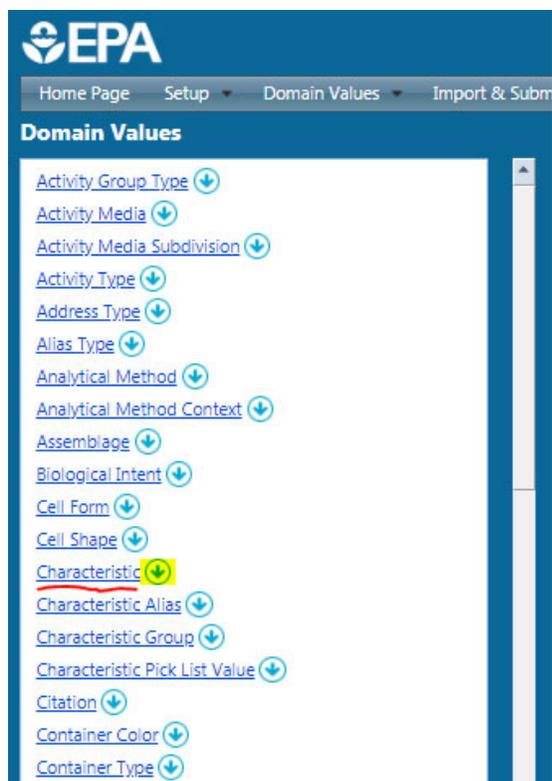 EPA
Home Page Setup Domain Values Import & Subm
Domain Values
Activity Group Type
Activity Media
Activity Media Subdivision
Activity Type
Address Type
Alias Type
Analytical Method
Analytical Method Context
Assemblage
Biological Intent
Cell Form
Cell Shape
Characteristic
Characteristic Alias
Characteristic Group
Characteristic Pick List Value
Citation
Container Color
Container Type